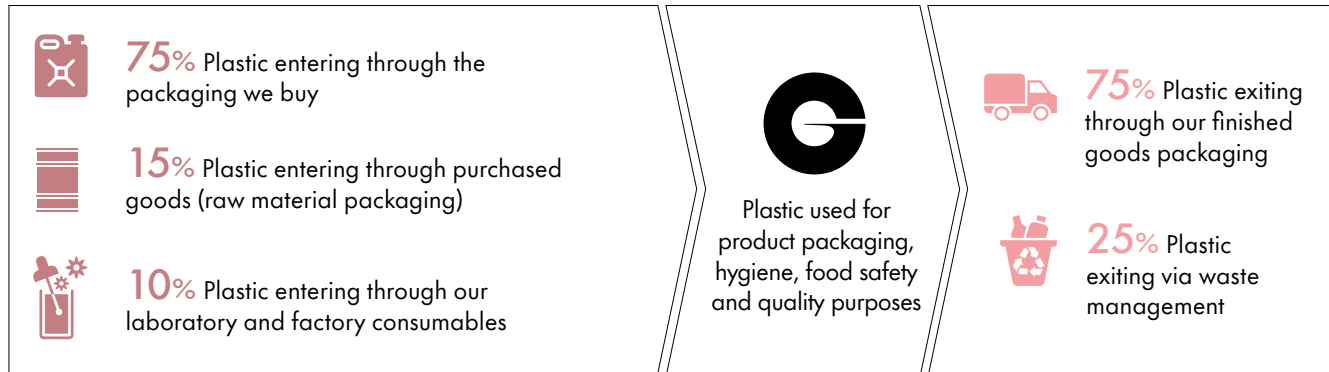 75% Plastic entering through the
packaging we buy
15% Plastic entering through purchased
goods (raw material packaging)
10% Plastic entering through our
laboratory and factory consumables
Plastic used for
product packaging,
hygiene, food safety
and quality purposes
75% Plastic exiting
through our finished
goods packaging
25% Plastic
exiting via waste
management